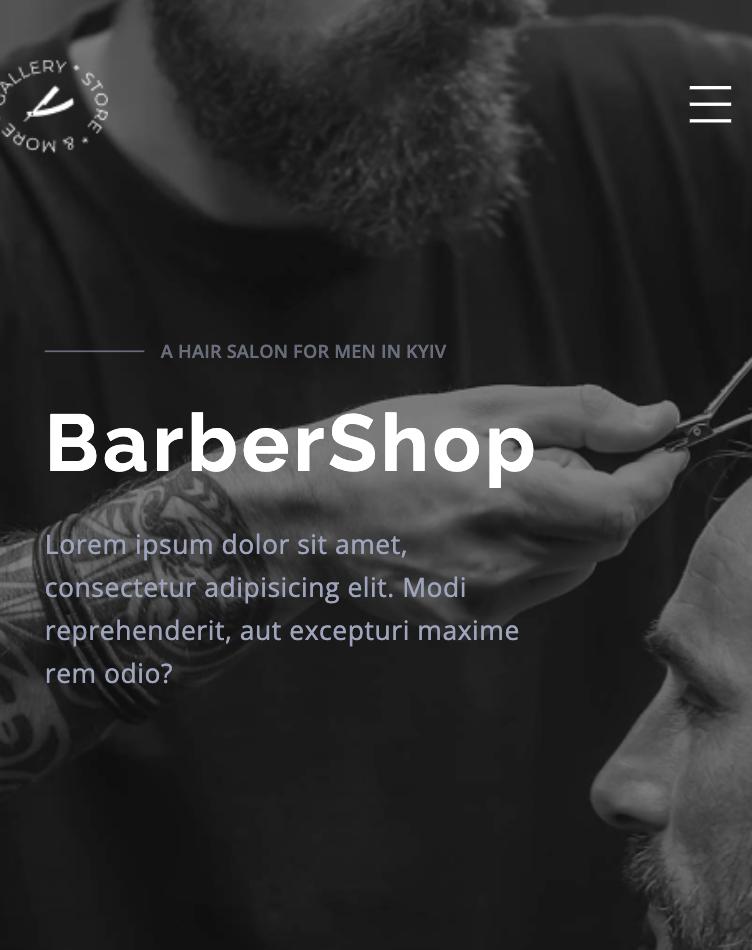 GALLERY * STORE * & MORE
A HAIR SALON FOR MEN IN KYIV
BarberShop
Lorem ipsum dolor sit amet,
consectetur adipisicing elit. Modi
reprehenderit, aut excepturi maxime
rem odio?